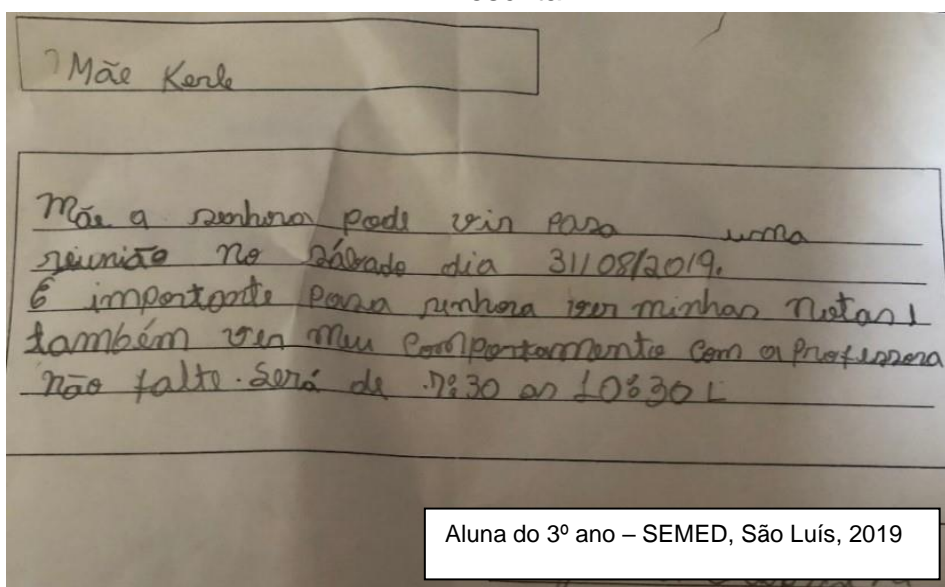 Mãe Kerle
Mãe a senhora pode vin para uma
reunião no sábado dia 31/08/2019.
É importante para senhora ver minhas notas
também ver meu comportamento com a professora
não falte. Será de 7:30 as 10:30
Aluna do 3º ano – SEMED, São Luís, 2019